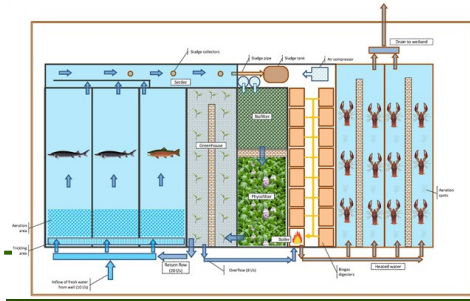 Drain to wetland
Sludge collectors
Sludge pipe
Sludge tank
Air compressor
Settler
Biofilter
Greenhouse
Phytofilter
Aeration
spots
Aeration
area
Trickling
area
Boiler
Return flow
(20 l/s)
Overflow (8 l/s)
Biogas
digestors
Heated water
Inflow of fresh water
from well (10 l/s)